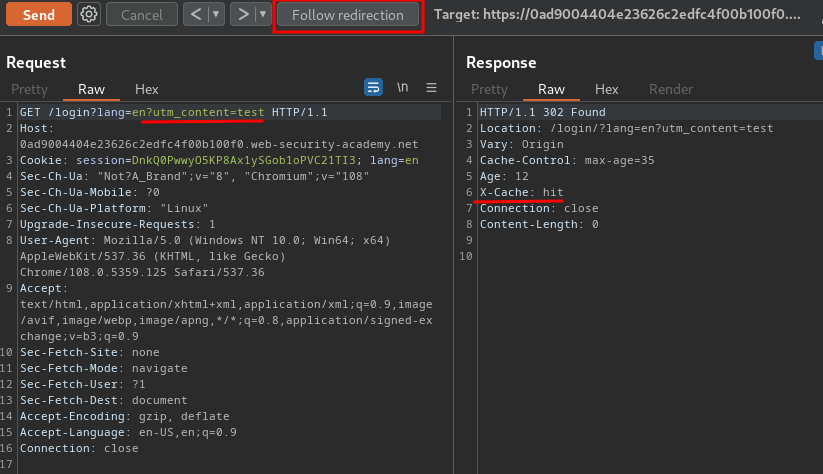 Send Cancel < > Follow redirection Target: https://0ad9004404e23626c2edfc4f00b100f0....
Request
Pretty Raw Hex \n
1 GET /login?lang=en?utm_content=test HTTP/1.1
2 Host:
0ad9004404e23626c2edfc4f00b100f0.web-security-academy.net
3 Cookie: session=DnkQ0PwwyO5KP8Ax1ySGob1oPVC21TI3; lang=en
4 Sec-Ch-Ua: "Not?A_Brand";v="8", "Chromium";v="108"
5 Sec-Ch-Ua-Mobile: ?0
6 Sec-Ch-Ua-Platform: "Linux"
7 Upgrade-Insecure-Requests: 1
8 User-Agent: Mozilla/5.0 (Windows NT 10.0; Win64; x64)
AppleWebKit/537.36 (KHTML, like Gecko)
Chrome/108.0.5359.125 Safari/537.36
9 Accept:
text/html,application/xhtml+xml,application/xml;q=0.9,image
/avif,image/webp,image/apng,*/*;q=0.8,application/signed-ex
change;v=b3;q=0.9
10 Sec-Fetch-Site: none
11 Sec-Fetch-Mode: navigate
12 Sec-Fetch-User: ?1
13 Sec-Fetch-Dest: document
14 Accept-Encoding: gzip, deflate
15 Accept-Language: en-US,en;q=0.9
16 Connection: close
17
Response
Pretty Raw Hex Render
1 HTTP/1.1 302 Found
2 Location: /login/?lang=en?utm_content=test
3 Vary: Origin
4 Cache-Control: max-age=35
5 Age: 12
6 X-Cache: hit
7 Connection: close
8 Content-Length: 0
9
10